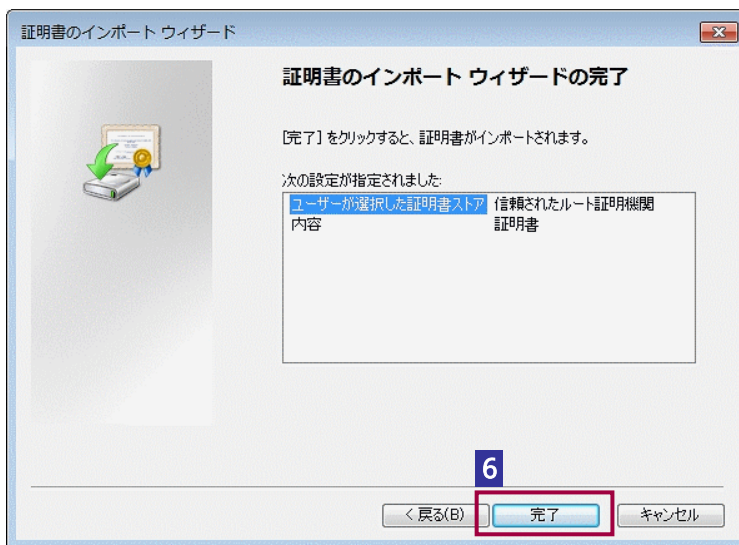 証明書のインポート ウィザード
証明書のインポート ウィザードの完了
[完了] をクリックすると、証明書がインポートされます。
次の設定が指定されました:
ユーザーが選択した証明書ストア 信頼されたルート証明機関
内容 証明書
6
< 戻る(B) 完了 キャンセル